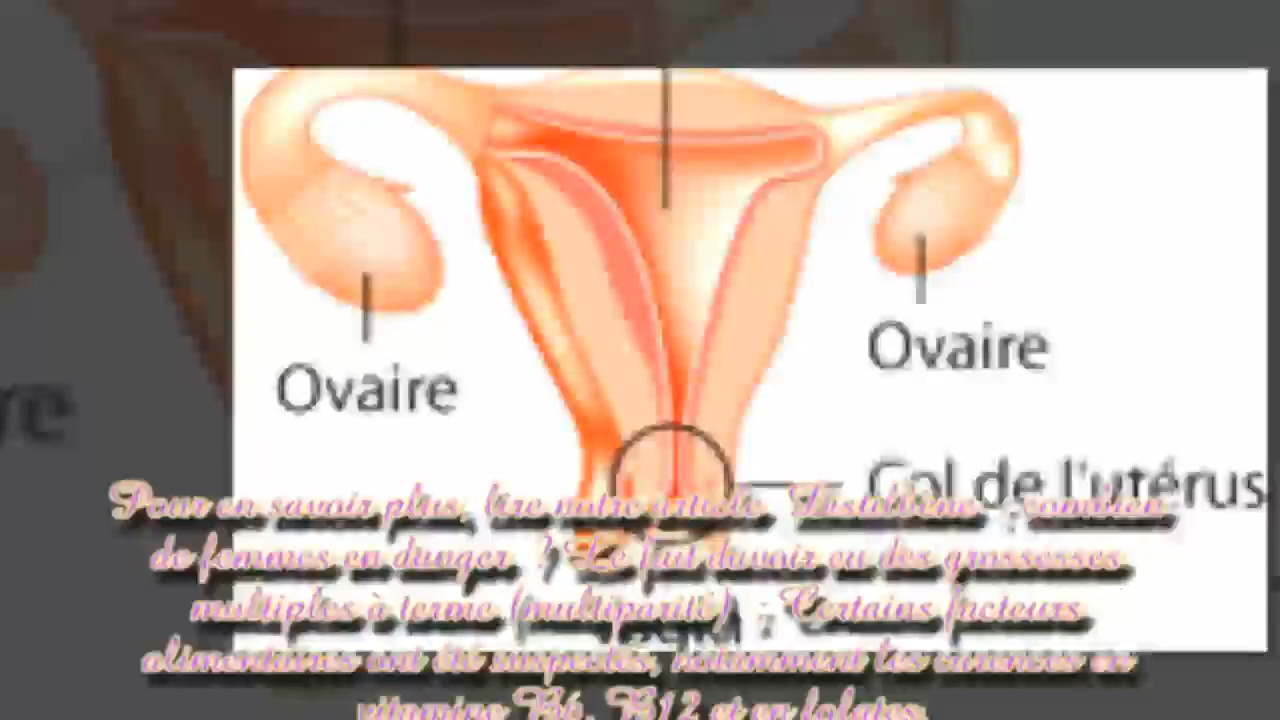 re
Ovaire
Ovaire
Col de l'utérus
Pour en savoir plus, lire notre article Distilbène : combien
de femmes en danger ? Le fait d'avoir eu des grossesses
multiples à terme (multiparité) ; Certains facteurs
alimentaires ont été suspectés, notamment les carences en
vitamine B6, B12 et en folates.